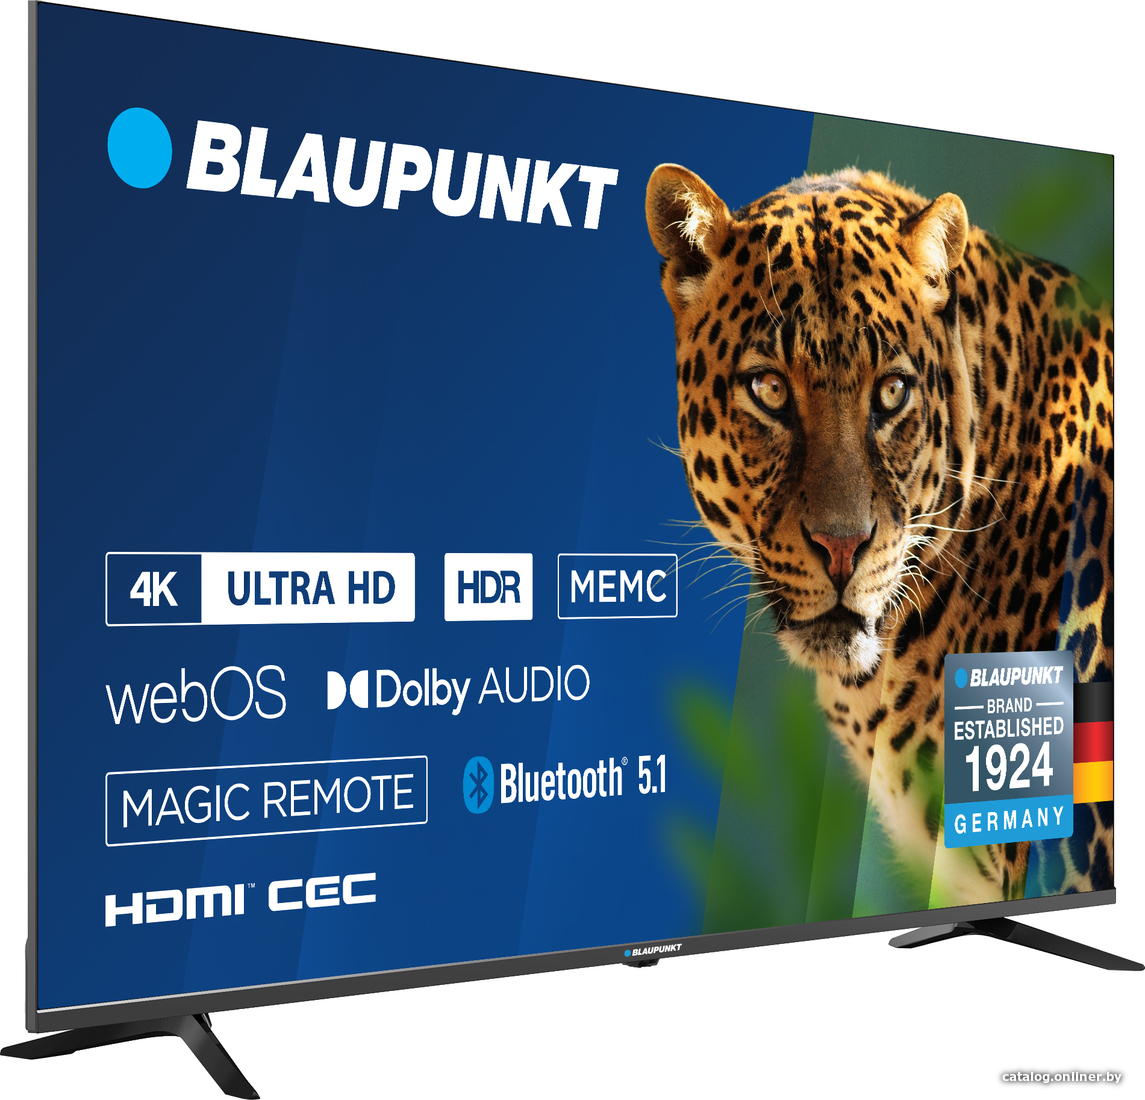 BLAUPUNKT
4K ULTRA HD HDR MEMC
webOS Dolby AUDIO
MAGIC REMOTE Bluetooth® 5.1
HDMI™ CEC
BLAUPUNKT
BRAND
ESTABLISHED
1924
GERMANY
BLAUPUNKT
catalog.onliner.by